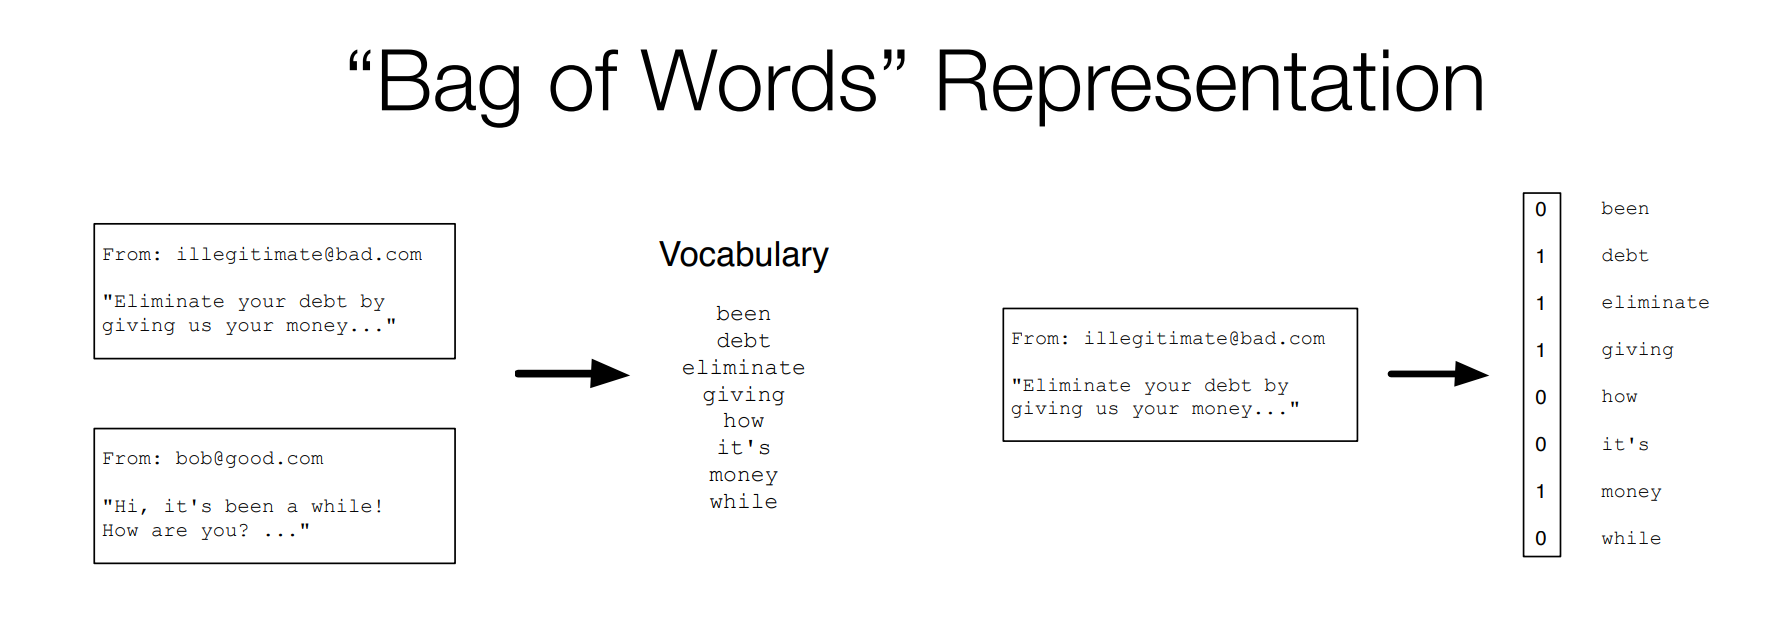 “Bag of Words” Representation
From: illegitimate@bad.com
"Eliminate your debt by
giving us your money..."
From: bob@good.com
"Hi, it's been a while!
How are you? ..."
Vocabulary
been
debt
eliminate
giving
how
it's
money
while
From: illegitimate@bad.com
"Eliminate your debt by
giving us your money..."
0 been
1 debt
1 eliminate
1 giving
0 how
0 it's
1 money
0 while